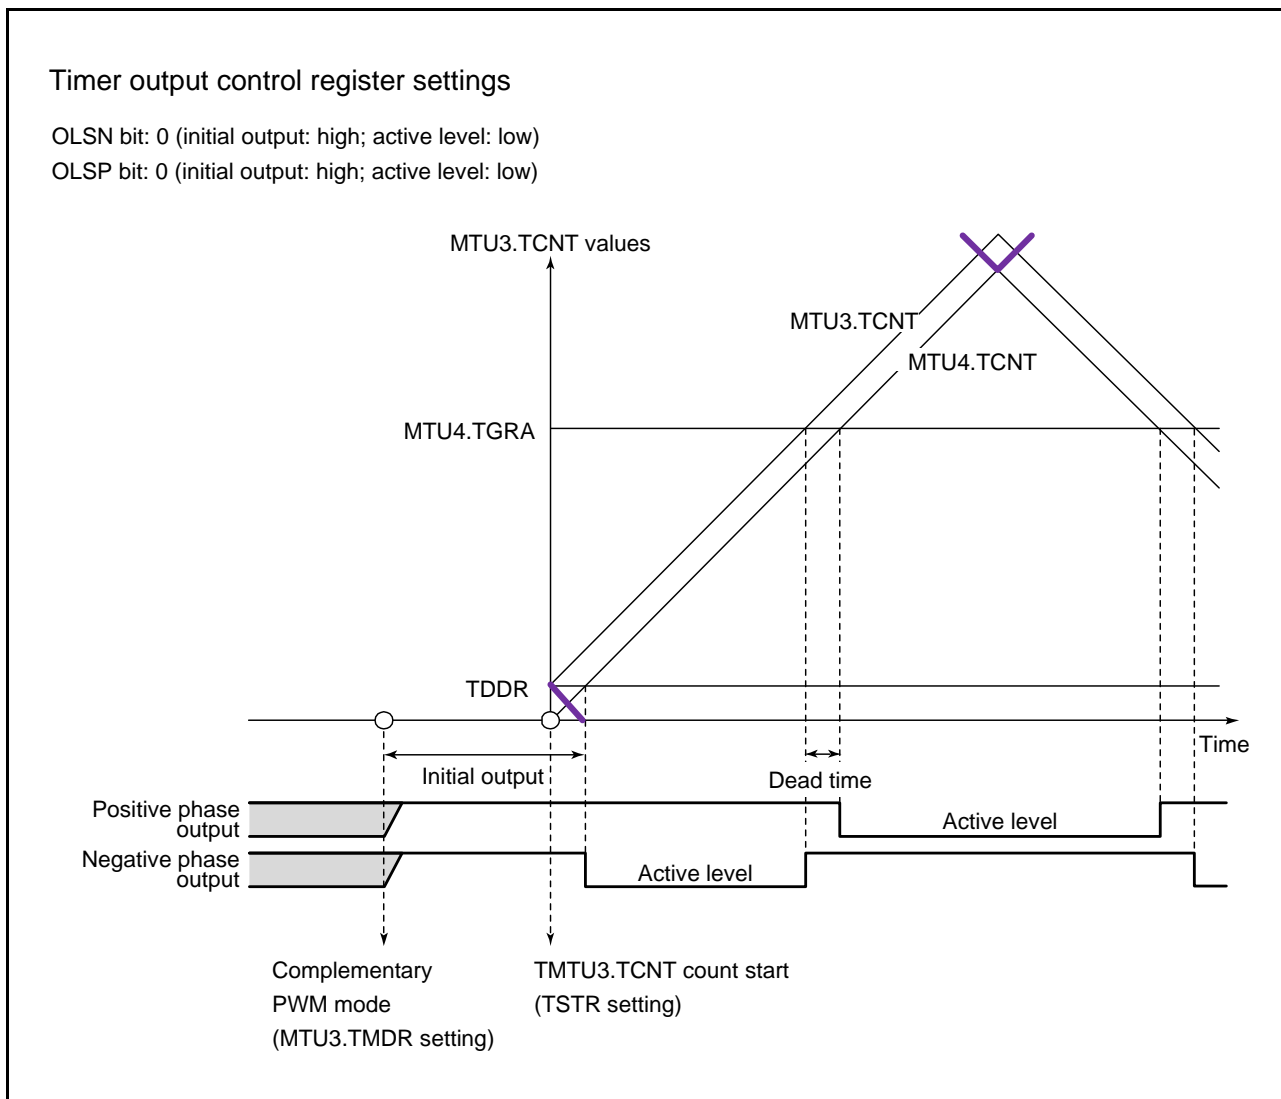 Timer output control register settings
OLSN bit: 0 (initial output: high; active level: low)
OLSP bit: 0 (initial output: high; active level: low)
MTU3.TCNT values
MTU3.TCNT
MTU4.TCNT
MTU4.TGRA
TDDR
Time
Initial output
Dead time
Positive phase
output
Active level
Negative phase
output
Active level
Complementary
PWM mode
(MTU3.TMDR setting)
TMTU3.TCNT count start
(TSTR setting)